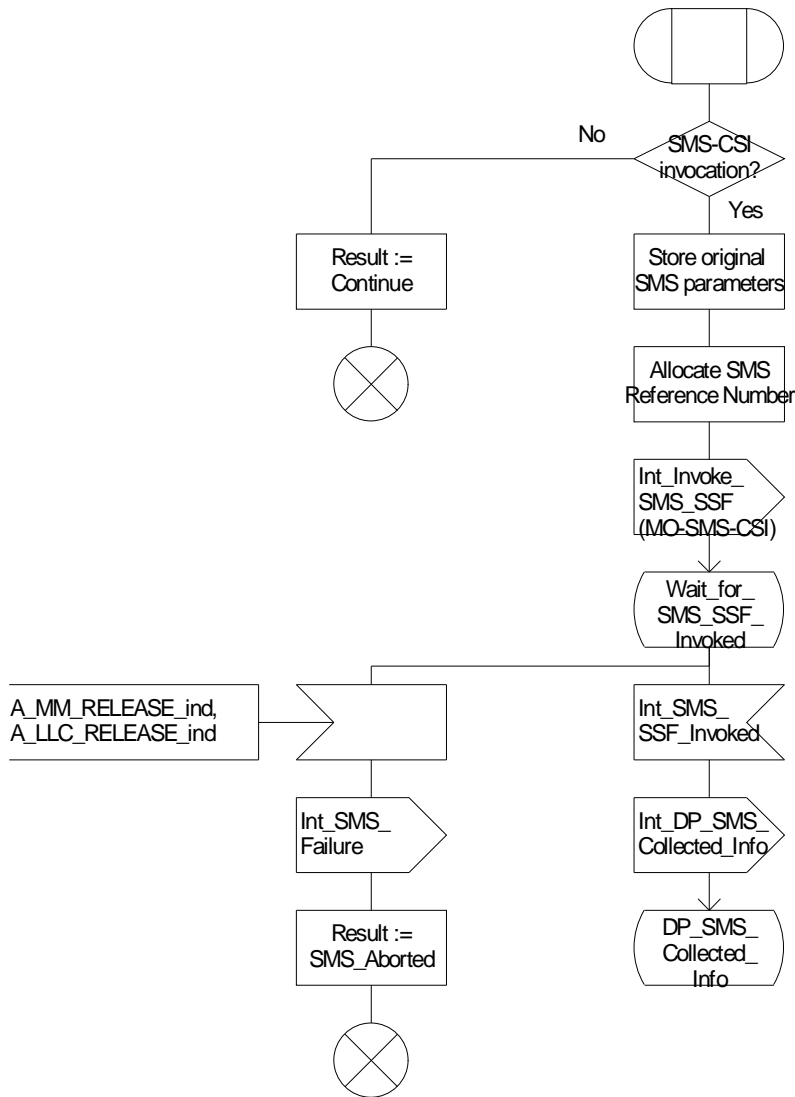 SMS-CSI
invocation?
No
Yes
Result :=
Continue
Store original
SMS parameters
Allocate SMS
Reference Number
Int_Invoke_
SMS_SSF
(MO-SMS-CSI)
Wait_for_
SMS_SSF_
Invoked
A_MM_RELEASE_ind,
A_LLC_RELEASE_ind
Int_SMS_
SSF_Invoked
Int_SMS_
Failure
Int_DP_SMS_
Collected_Info
Result :=
SMS_Aborted
DP_SMS_
Collected_
Info